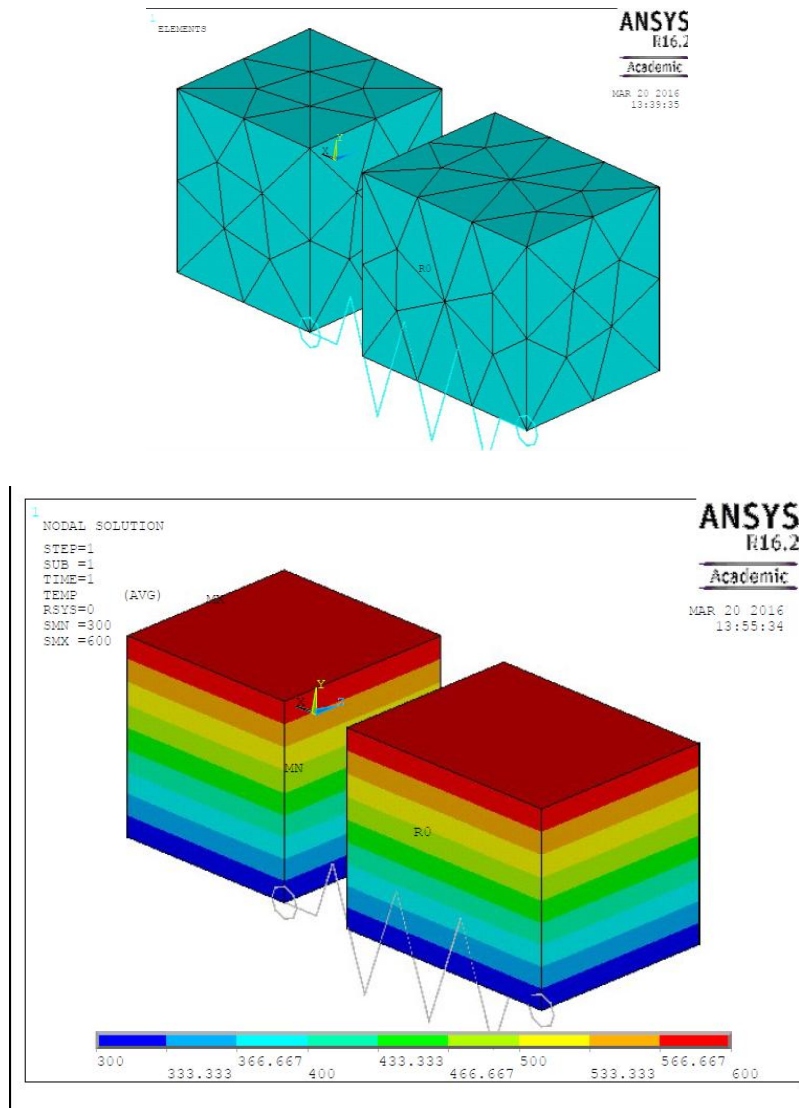 1
ELEMENTS
ANSYS
R16.2
Academic
MAR 20 2016
13:39:35
Y
X
R0
1
NODAL SOLUTION
STEP=1
SUB =1
TIME=1
TEMP (AVG)
RSYS=0
SMN =300
SMX =600
ANSYS
R16.2
Academic
MAR 20 2016
13:55:34
Y
X
Z
MN
R0
300 366.667 433.333 500 566.667
333.333 400 466.667 533.333 600